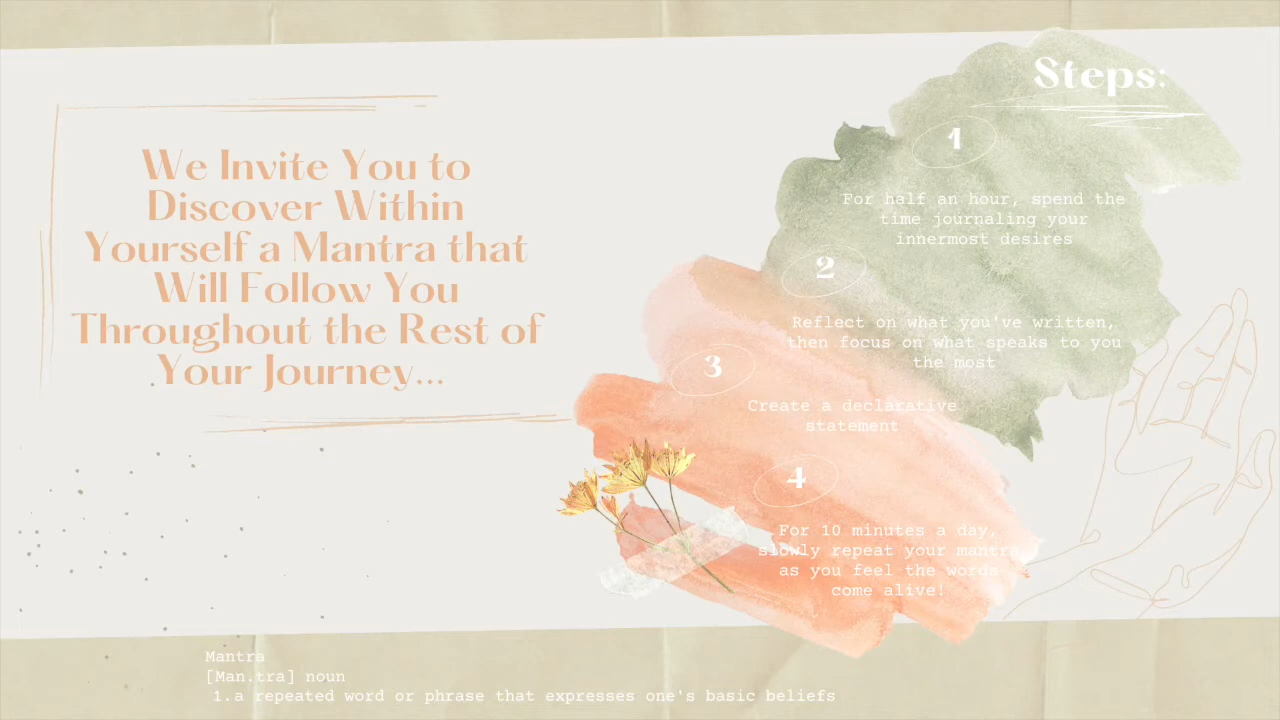 We Invite You to
Discover Within
Yourself a Mantra that
Will Follow You
Throughout the Rest of
Your Journey...
Steps:
1
For half an hour, spend the
time journaling your
innermost desires
2
Reflect on what you've written,
then focus on what speaks to you
the most
3
Create a declarative
statement
4
For 10 minutes a day,
slowly repeat your mantra
as you feel the words
come alive!
Mantra
[Man.tra] noun
1.a repeated word or phrase that expresses one's basic beliefs